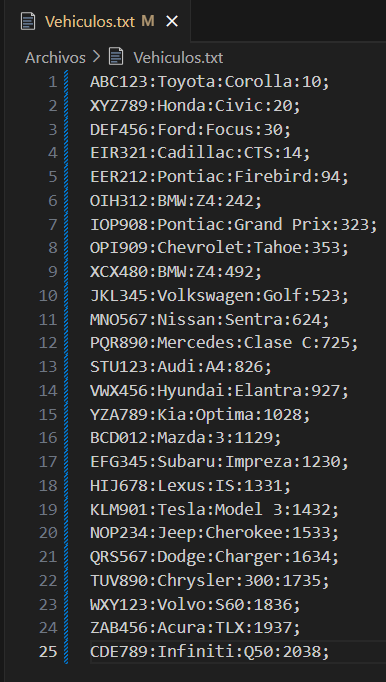 Vehiculos.txt M
Archivos > Vehiculos.txt
1 ABC123:Toyota:Corolla:10;
2 XYZ789:Honda:Civic:20;
3 DEF456:Ford:Focus:30;
4 EIR321:Cadillac:CTS:14;
5 EER212:Pontiac:Firebird:94;
6 OIH312:BMW:Z4:242;
7 IOP908:Pontiac:Grand Prix:323;
8 OPI909:Chevrolet:Tahoe:353;
9 XCX480:BMW:Z4:492;
10 JKL345:Volkswagen:Golf:523;
11 MNO567:Nissan:Sentra:624;
12 PQR890:Mercedes:Clase C:725;
13 STU123:Audi:A4:826;
14 VWX456:Hyundai:Elantra:927;
15 YZA789:Kia:Optima:1028;
16 BCD012:Mazda:3:1129;
17 EFG345:Subaru:Impreza:1230;
18 HIJ678:Lexus:IS:1331;
19 KLM901:Tesla:Model 3:1432;
20 NOP234:Jeep:Cherokee:1533;
21 QRS567:Dodge:Charger:1634;
22 TUV890:Chrysler:300:1735;
23 WXY123:Volvo:S60:1836;
24 ZAB456:Acura:TLX:1937;
25 CDE789:Infiniti:Q50:2038;